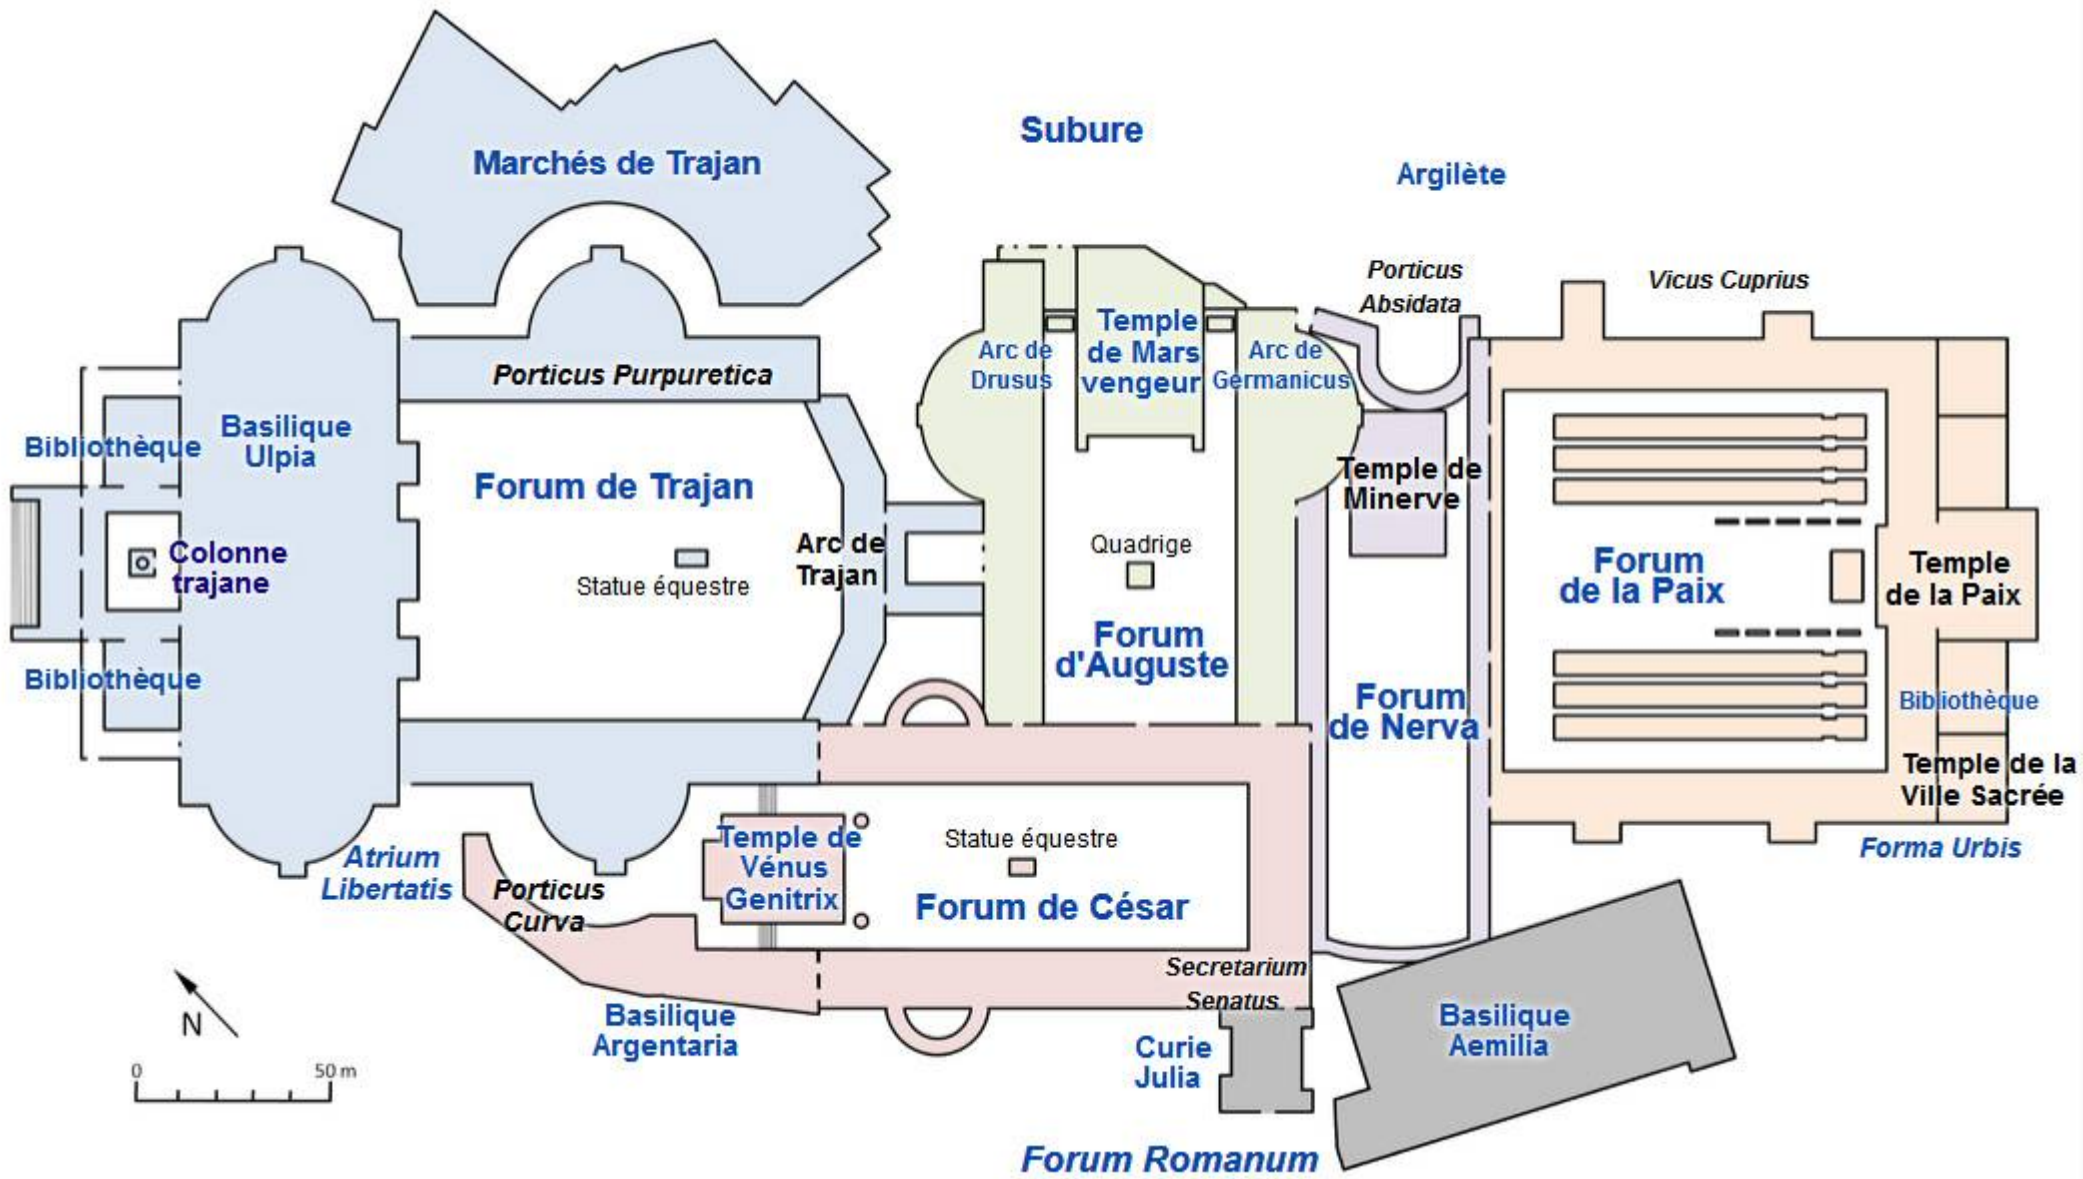 Subure
Marchés de Trajan
Argilète
Porticus
Absidata
Vicus Cuprius
Porticus Purpuretica
Arc de
Drusus
Temple
de Mars
vengeur
Arc de
Germanicus
Bibliothèque
Basilique
Ulpia
Forum de Trajan
Temple de
Minerve
Colonne
trajane
Statue équestre
Arc de
Trajan
Quadrige
Forum
d'Auguste
Forum
de la Paix
Temple
de la Paix
Bibliothèque
Forum
de Nerva
Bibliothèque
Temple de la
Ville Sacrée
Forma Urbis
Atrium
Libertatis
Porticus
Curva
Temple de
Vénus
Genitrix
Statue équestre
Forum de César
Secretarium
Senatus
Basilique
Argentaria
Curie
Julia
Basilique
Aemilia
N
0 50 m
Forum Romanum